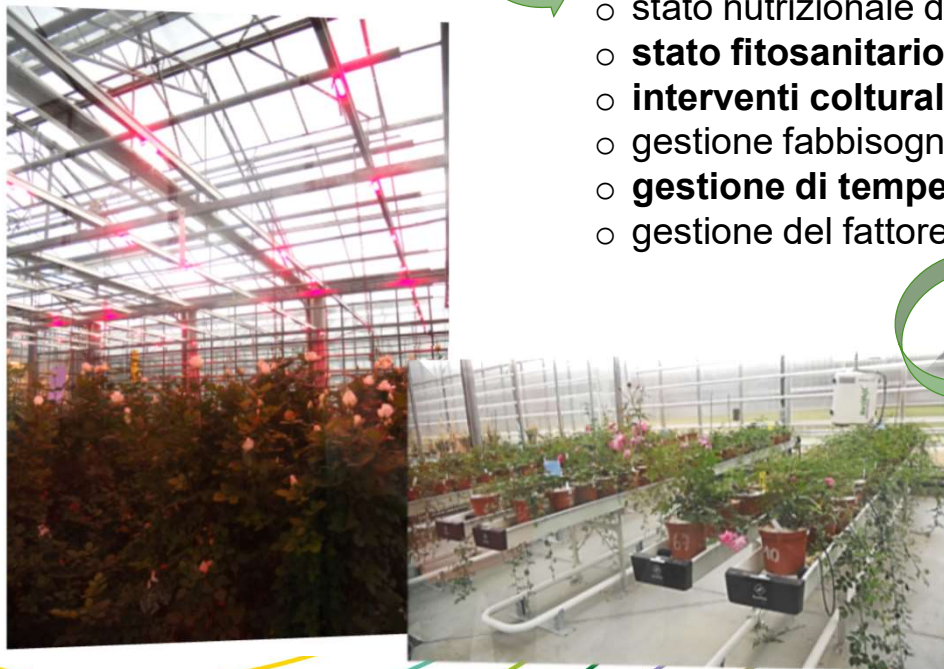 ○ stato nutrizionale d
○ stato fitosanitario
○ interventi coltural
○ gestione fabbisogn
○ gestione di tempe
○ gestione del fattore
67
10